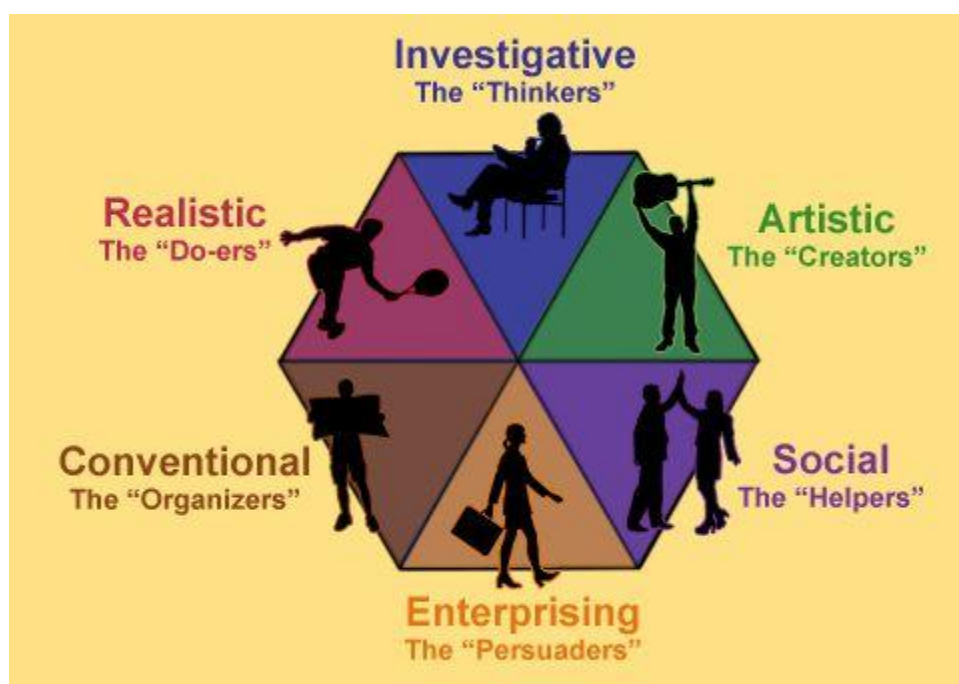 Investigative
The “Thinkers”
Realistic
The “Do-ers”
Artistic
The “Creators”
Conventional
The “Organizers”
Social
The “Helpers”
Enterprising
The “Persuaders”